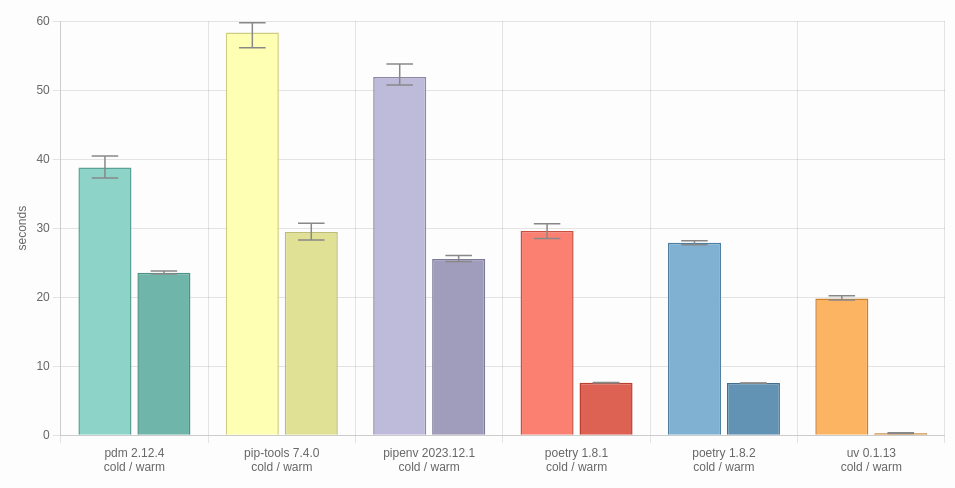 60
50
40
30
20
10
0
seconds
pdm 2.12.4
cold / warm
pip-tools 7.4.0
cold / warm
pipenv 2023.12.1
cold / warm
poetry 1.8.1
cold / warm
poetry 1.8.2
cold / warm
uv 0.1.13
cold / warm